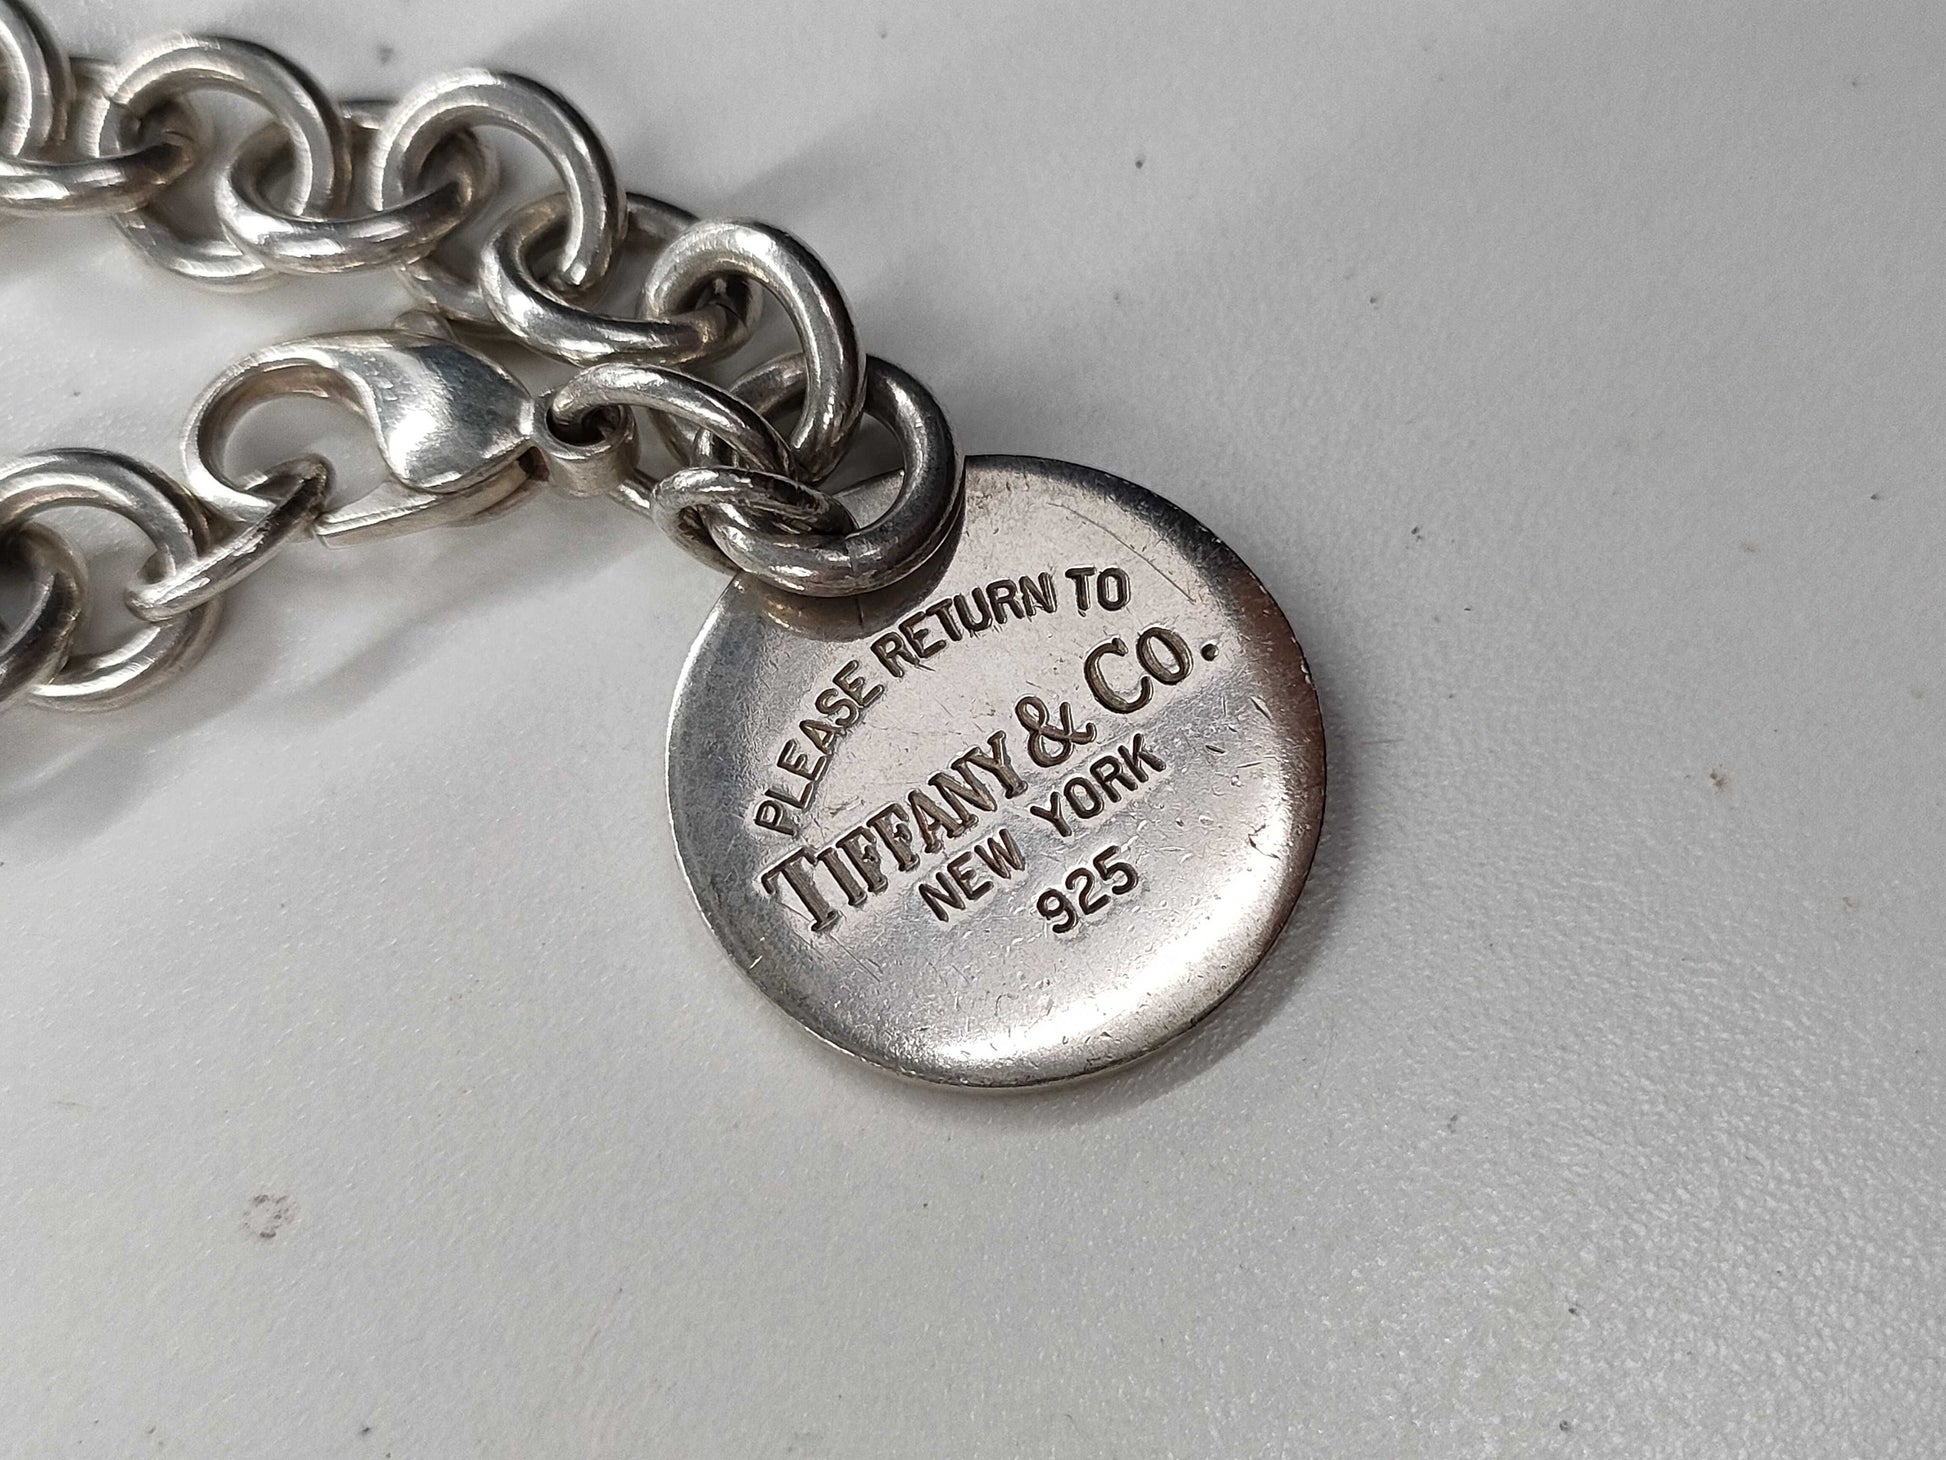 PLEASE RETURN TO
TIFFANY & CO.
NEW YORK
925